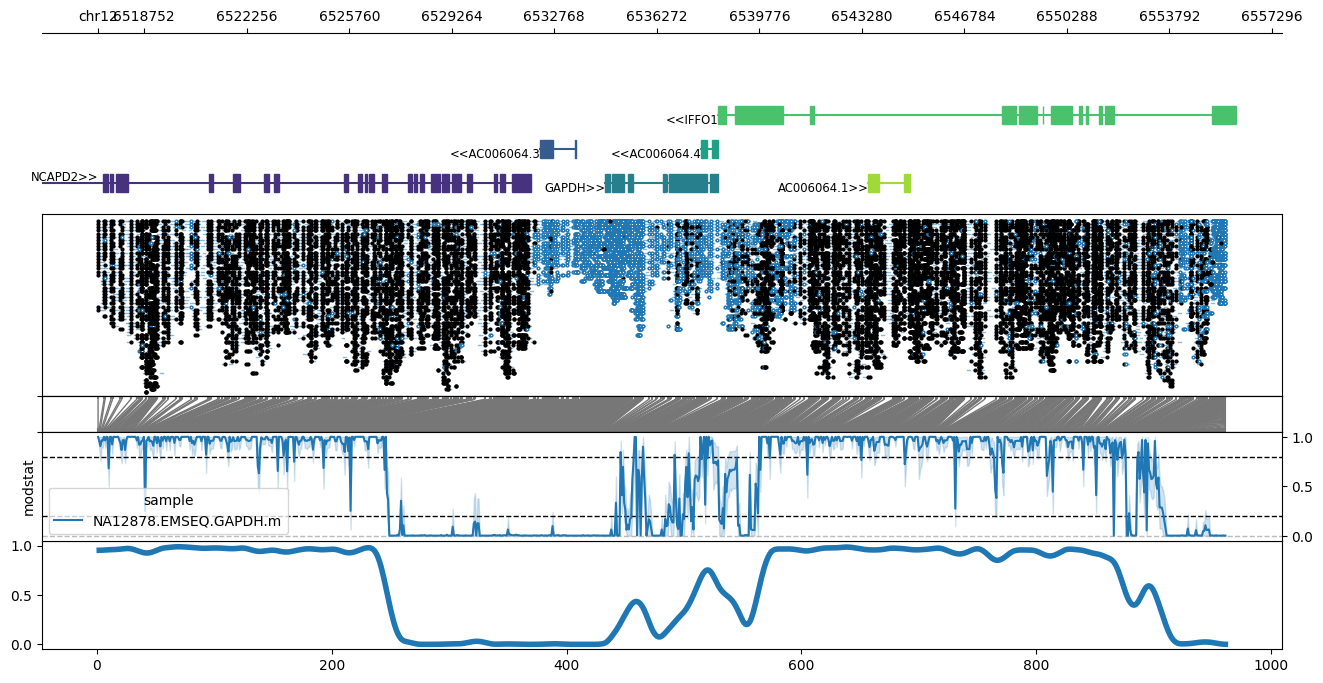 chr12 6518752 6522256 6525760 6529264 6532768 6536272 6539776 6543280 6546784 6550288 6553792 6557296
<<IFFO1
<<AC006064.3 <<AC006064.4
NCAPD2>> GAPDH>> AC006064.1>>
1.0
0.5
0.0
modstat
sample
NA12878.EMSEQ.GAPDH.m
1.0
0.5
0.0
0 200 400 600 800 1000